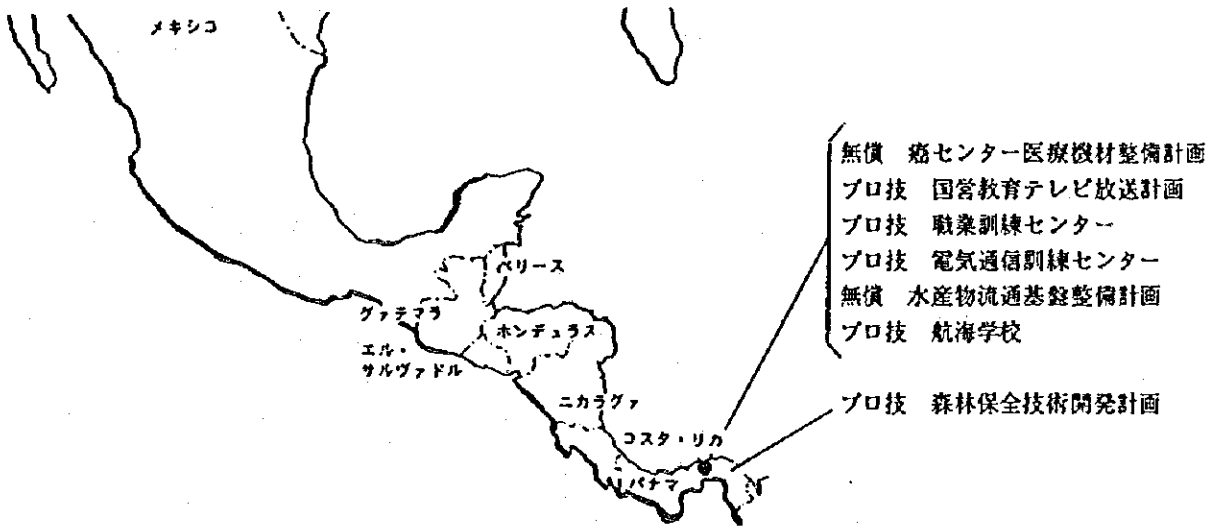 メキシコ
ベリース
グァテマラ
ホンデュラス
エル・
サルヴァドル
ニカラグァ
コスタ・リカ
パナマ
無償 癌センター医療機材整備計画
プロ技 国営教育テレビ放送計画
プロ技 職業訓練センター
プロ技 電気通信訓練センター
無償 水産物流通基盤整備計画
プロ技 航海学校
プロ技 森林保全技術開発計画